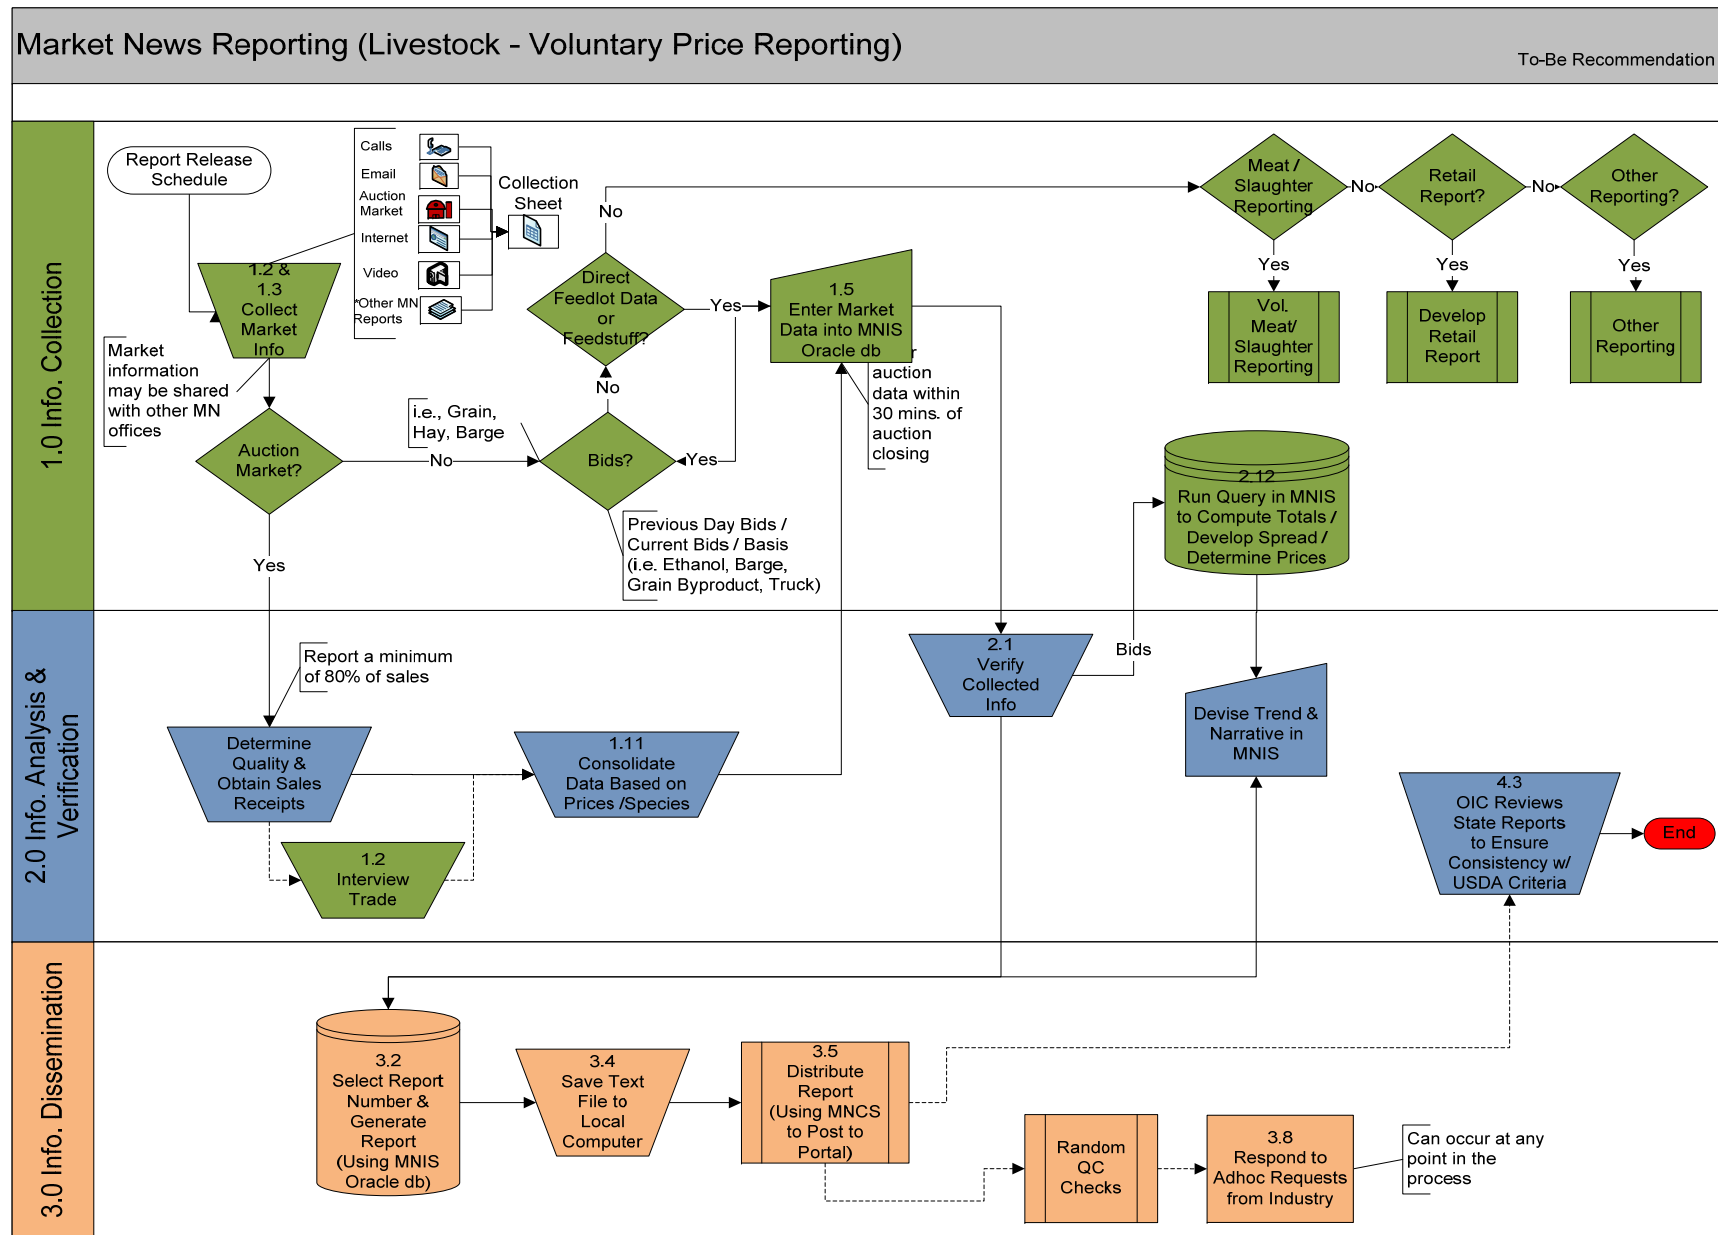 Market News Reporting (Livestock - Voluntary Price Reporting)
To-Be Recommendation
1.0 Info. Collection
Report Release
Schedule
Calls
Email
Auction
Market
Internet
Video
*Other MN
Reports
Collection
Sheet
1.2 &
1.3
Collect
Market
Info
Market
information
may be shared
with other MN
offices
Auction
Market?
No
Yes
i.e., Grain,
Hay, Barge
Bids?
Yes
No
Previous Day Bids /
Current Bids / Basis
(i.e. Ethanol, Barge,
Grain Byproduct, Truck)
Direct
Feedlot Data
or
Feedstuff?
No
Yes
1.5
Enter Market
Data into MNIS
Oracle db
auction
data within
30 mins. of
auction
closing
Meat /
Slaughter
Reporting
No
Retail
Report?
No
Other
Reporting?
Yes
Yes
Yes
Vol.
Meat/
Slaughter
Reporting
Develop
Retail
Report
Other
Reporting
2.12
Run Query in MNIS
to Compute Totals /
Develop Spread /
Determine Prices
2.0 Info. Analysis &
Verification
Report a minimum
of 80% of sales
Determine
Quality &
Obtain Sales
Receipts
1.2
Interview
Trade
1.11
Consolidate
Data Based on
Prices /Species
2.1
Verify
Collected
Info
Bids
Devise Trend &
Narrative in
MNIS
4.3
OIC Reviews
State Reports
to Ensure
Consistency w/
USDA Criteria
End
3.0 Info. Dissemination
3.2
Select Report
Number &
Generate
Report
(Using MNIS
Oracle db)
3.4
Save Text
File to
Local
Computer
3.5
Distribute
Report
(Using MNCS
to Post to
Portal)
Random
QC
Checks
3.8
Respond to
Adhoc Requests
from Industry
Can occur at any
point in the
process